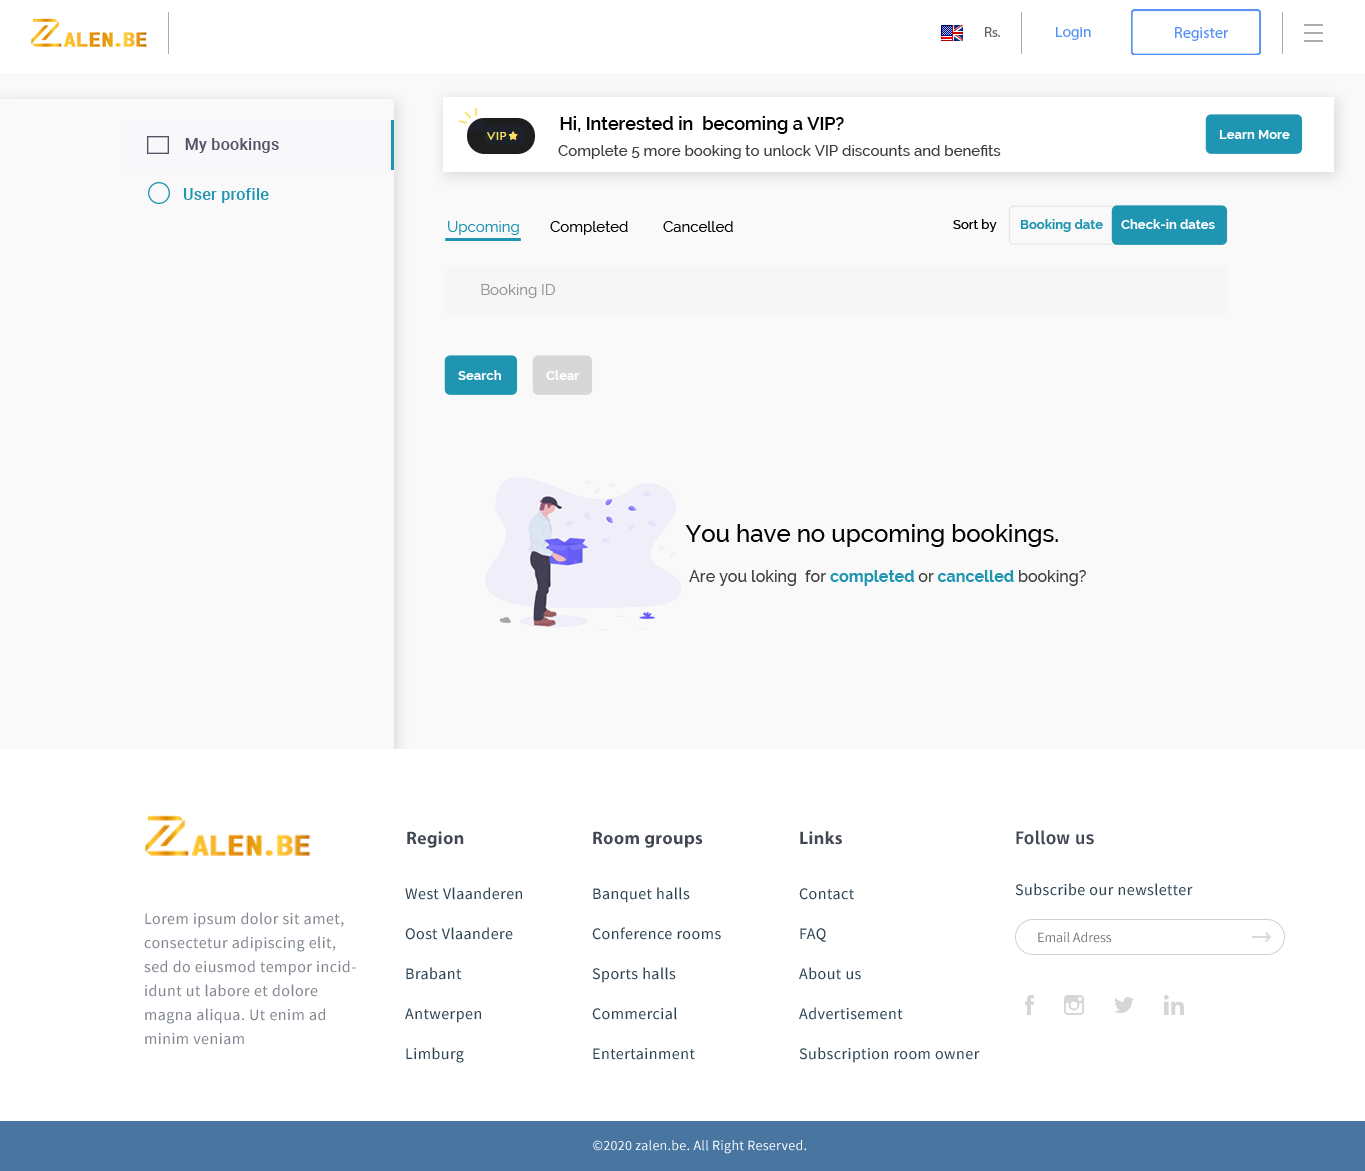 ZALEN.BE
Rs.
Login
Register
My bookings
User profile
VIP
Hi, Interested in becoming a VIP?
Complete 5 more booking to unlock VIP discounts and benefits
Learn More
Upcoming
Completed
Cancelled
Sort by
Booking date
Check-in dates
Booking ID
Search
Clear
You have no upcoming bookings.
Are you loking for completed or cancelled booking?
ZALEN.BE
Lorem ipsum dolor sit amet,
consectetur adipiscing elit,
sed do eiusmod tempor incid-
idunt ut labore et dolore
magna aliqua. Ut enim ad
minim veniam
Region
West Vlaanderen
Oost Vlaandere
Brabant
Antwerpen
Limburg
Room groups
Banquet halls
Conference rooms
Sports halls
Commercial
Entertainment
Links
Contact
FAQ
About us
Advertisement
Subscription room owner
Follow us
Subscribe our newsletter
Email Adress
©2020 zalen.be. All Right Reserved.